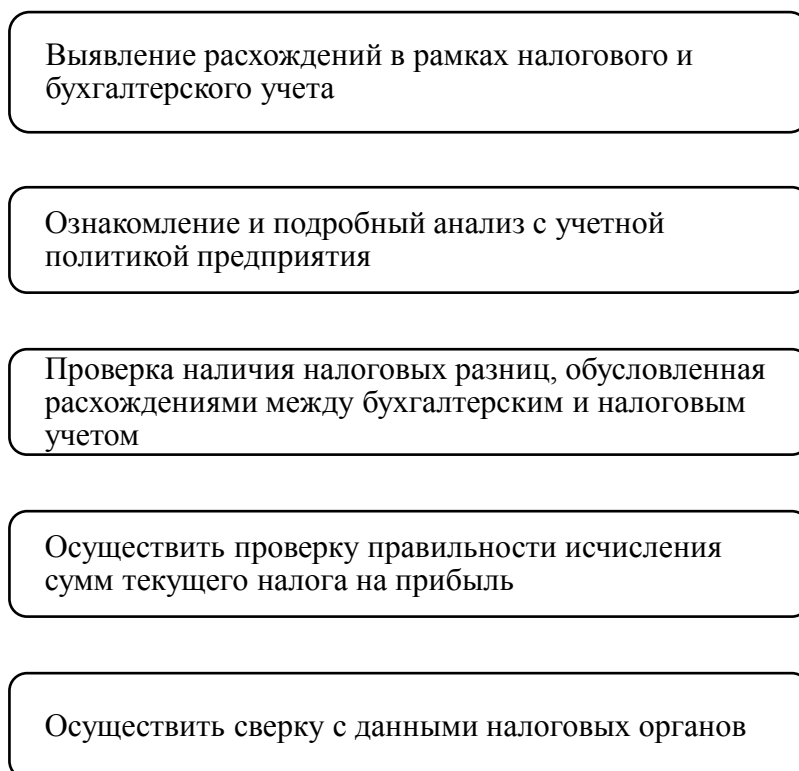 Выявление расхождений в рамках налогового и
бухгалтерского учета
Ознакомление и подробный анализ с учетной
политикой предприятия
Проверка наличия налоговых разниц, обусловленная
расхождениями между бухгалтерским и налоговым
учетом
Осуществить проверку правильности исчисления
сумм текущего налога на прибыль
Осуществить сверку с данными налоговых органов